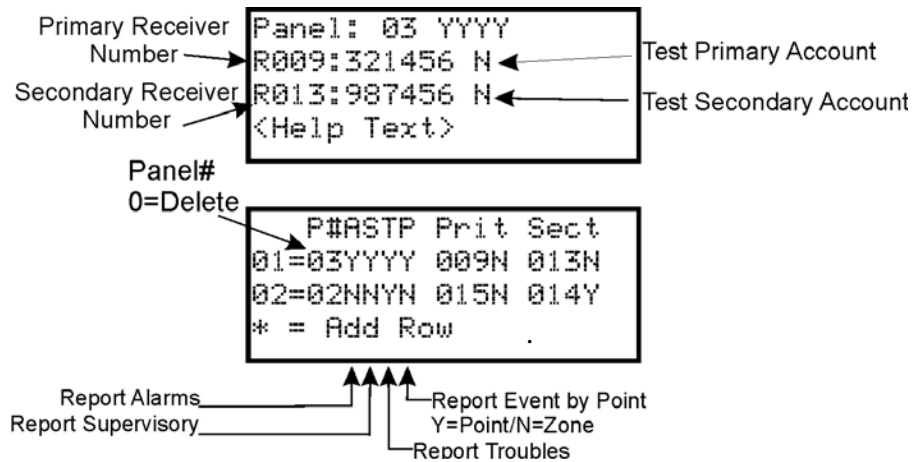 Primary Receiver
Number
Secondary Receiver
Number
Panel: 03 YYYY
R009:321456 N
R013:987456 N
<Help Text>
Test Primary Account
Test Secondary Account
Panel#
0=Delete
P#ASTP Prit Sect
01=03YYYY 009N 013N
02=02NNYN 015N 014Y
* = Add Row .
Report Alarms
Report Supervisory
Report Event by Point
Y=Point/N=Zone
Report Troubles